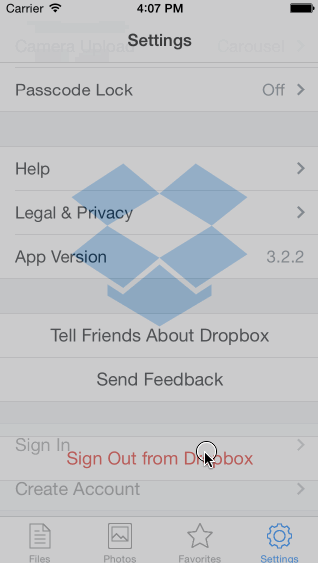 Carrier 4:07 PM
Camera Upload Carousel
Settings
Passcode Lock Off
Help
Legal & Privacy
App Version 3.2.2
Tell Friends About Dropbox
Send Feedback
Sign In
Sign Out from Dropbox
Create Account
Files Photos Favorites Settings